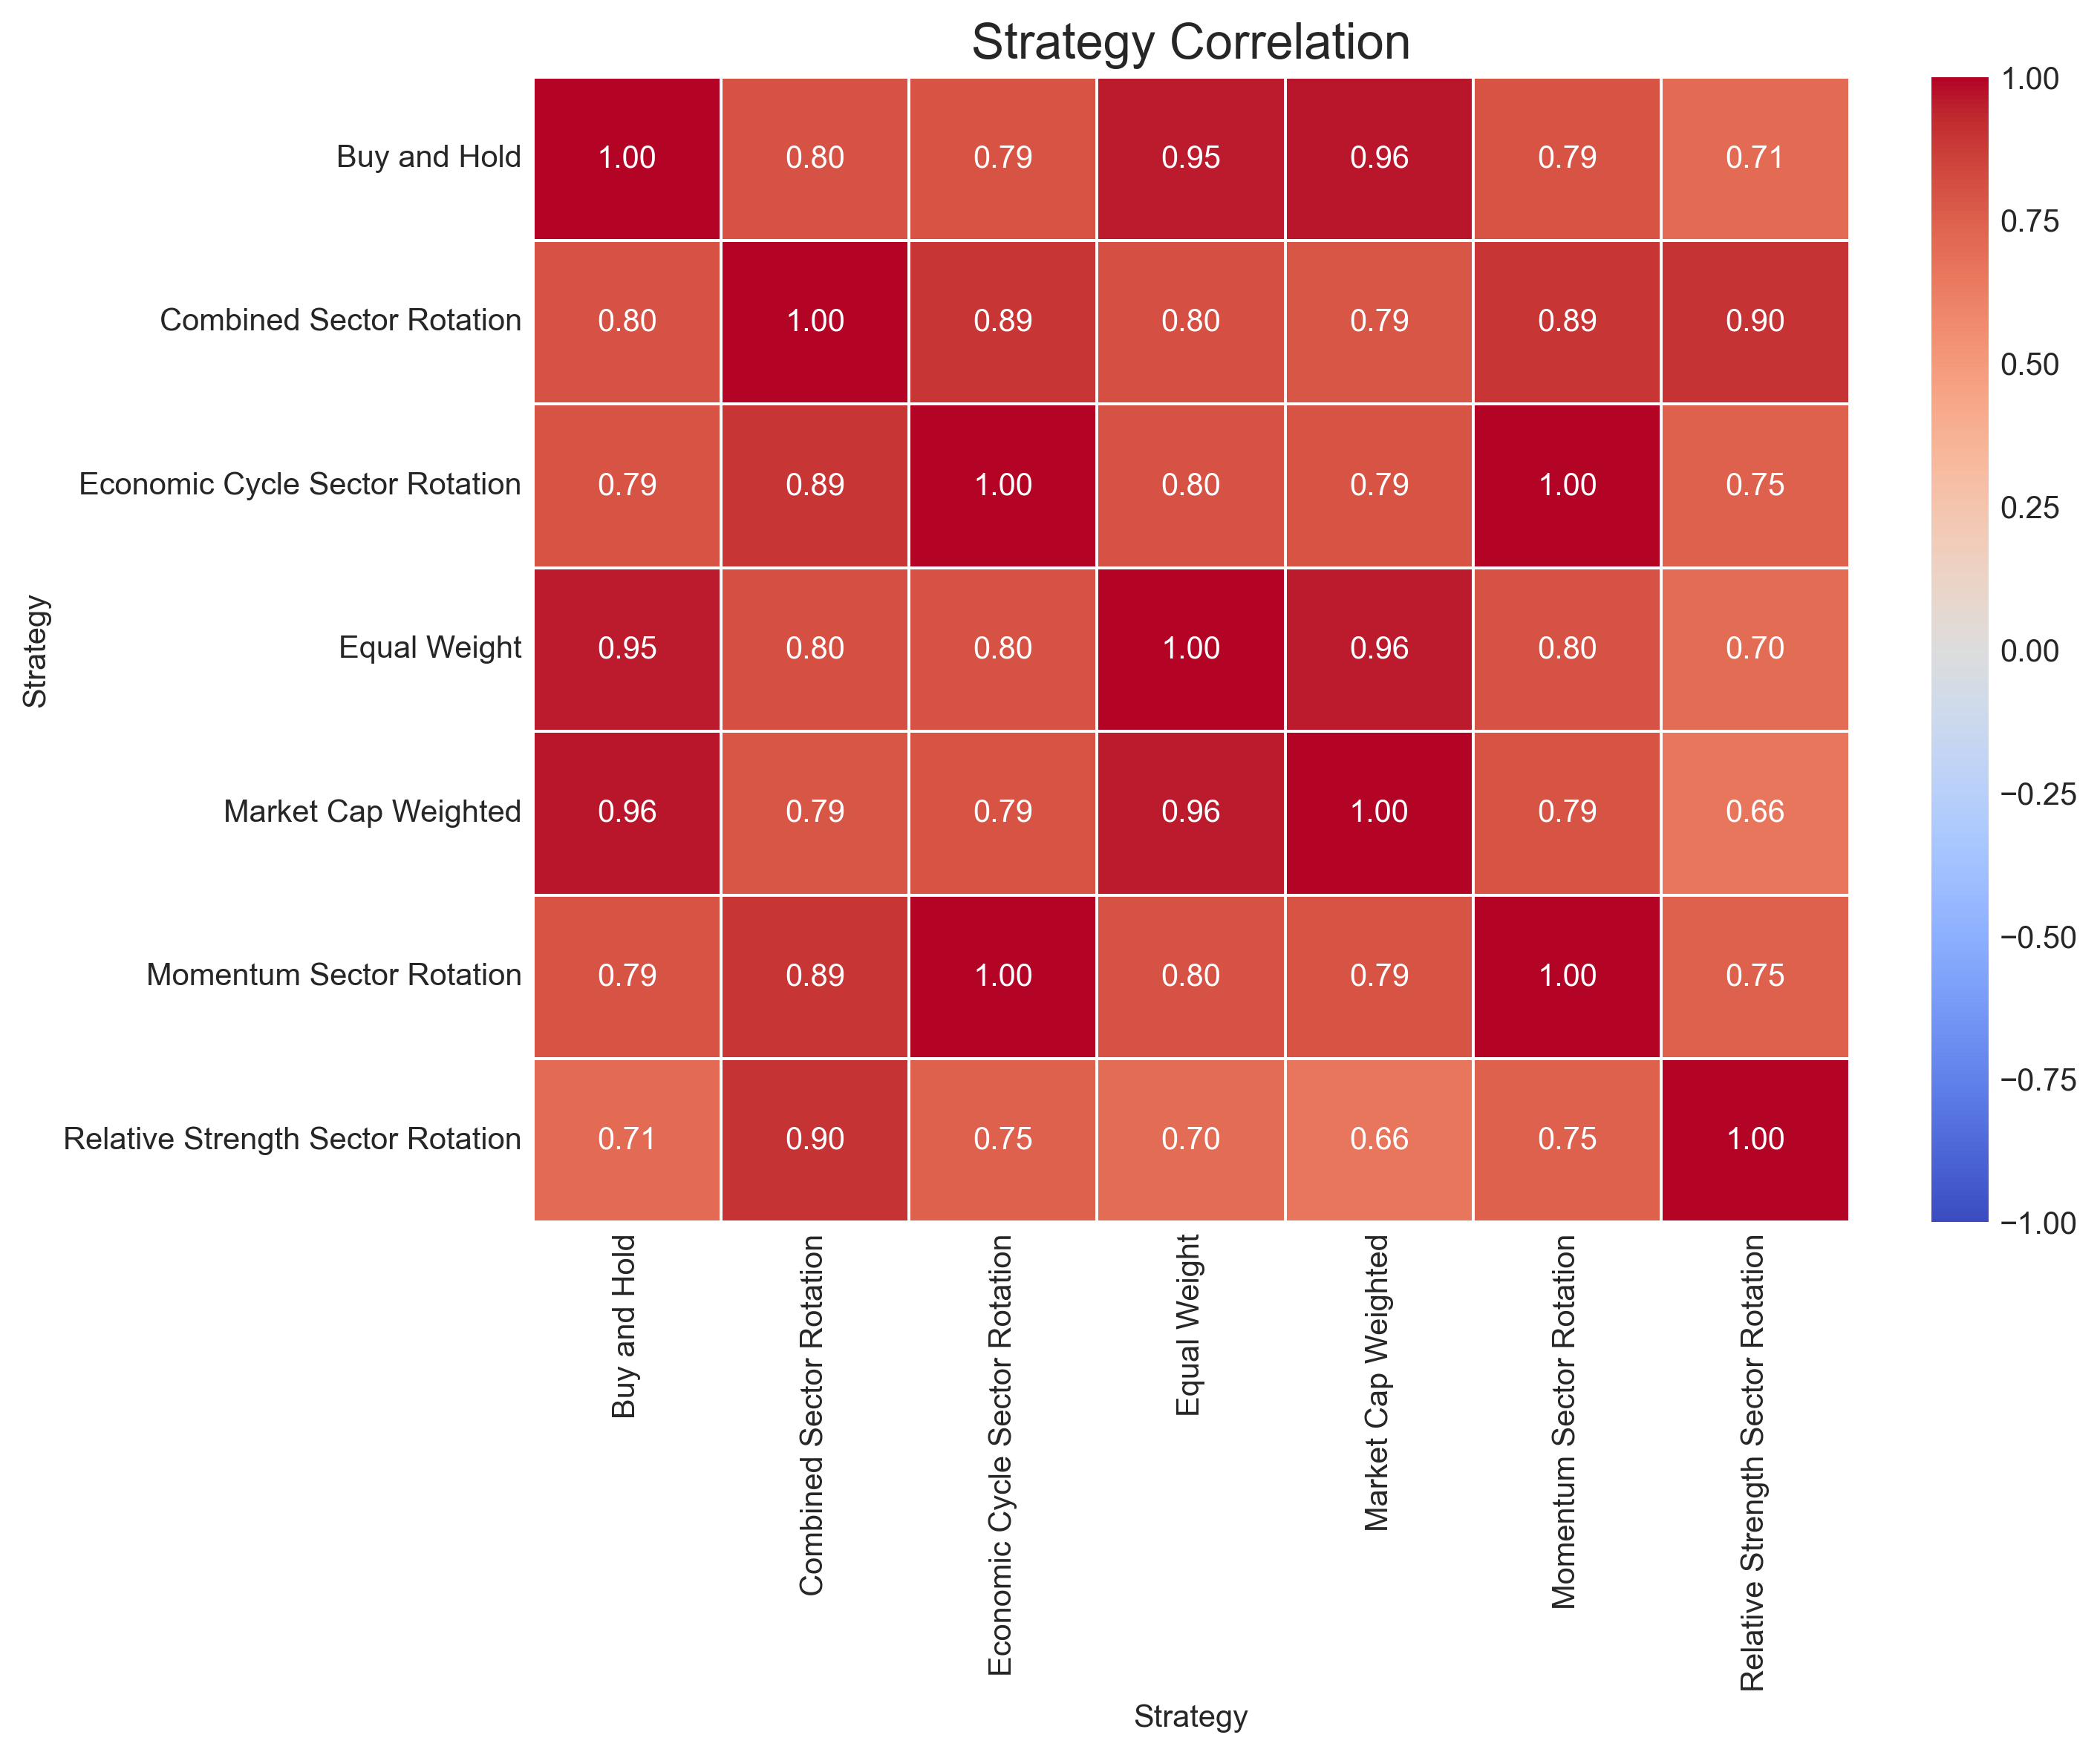 Strategy Correlation
Buy and Hold 1.00 0.80 0.79 0.95 0.96 0.79 0.71
Combined Sector Rotation 0.80 1.00 0.89 0.80 0.79 0.89 0.90
Economic Cycle Sector Rotation 0.79 0.89 1.00 0.80 0.79 1.00 0.75
Equal Weight 0.95 0.80 0.80 1.00 0.96 0.80 0.70
Market Cap Weighted 0.96 0.79 0.79 0.96 1.00 0.79 0.66
Momentum Sector Rotation 0.79 0.89 1.00 0.80 0.79 1.00 0.75
Relative Strength Sector Rotation 0.71 0.90 0.75 0.70 0.66 0.75 1.00
Strategy
Buy and Hold
Combined Sector Rotation
Economic Cycle Sector Rotation
Equal Weight
Market Cap Weighted
Momentum Sector Rotation
Relative Strength Sector Rotation
Strategy
1.00
0.75
0.50
0.25
0.00
−0.25
−0.50
−0.75
−1.00